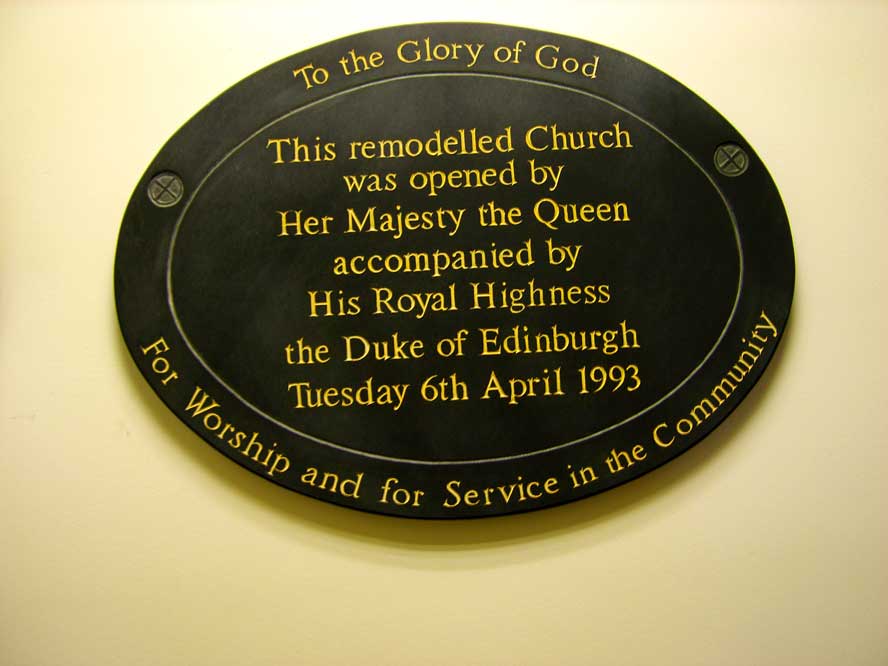 To the Glory of God
This remodelled Church
was opened by
Her Majesty the Queen
accompanied by
His Royal Highness
the Duke of Edinburgh
Tuesday 6th April 1993
For Worship and for Service in the Community